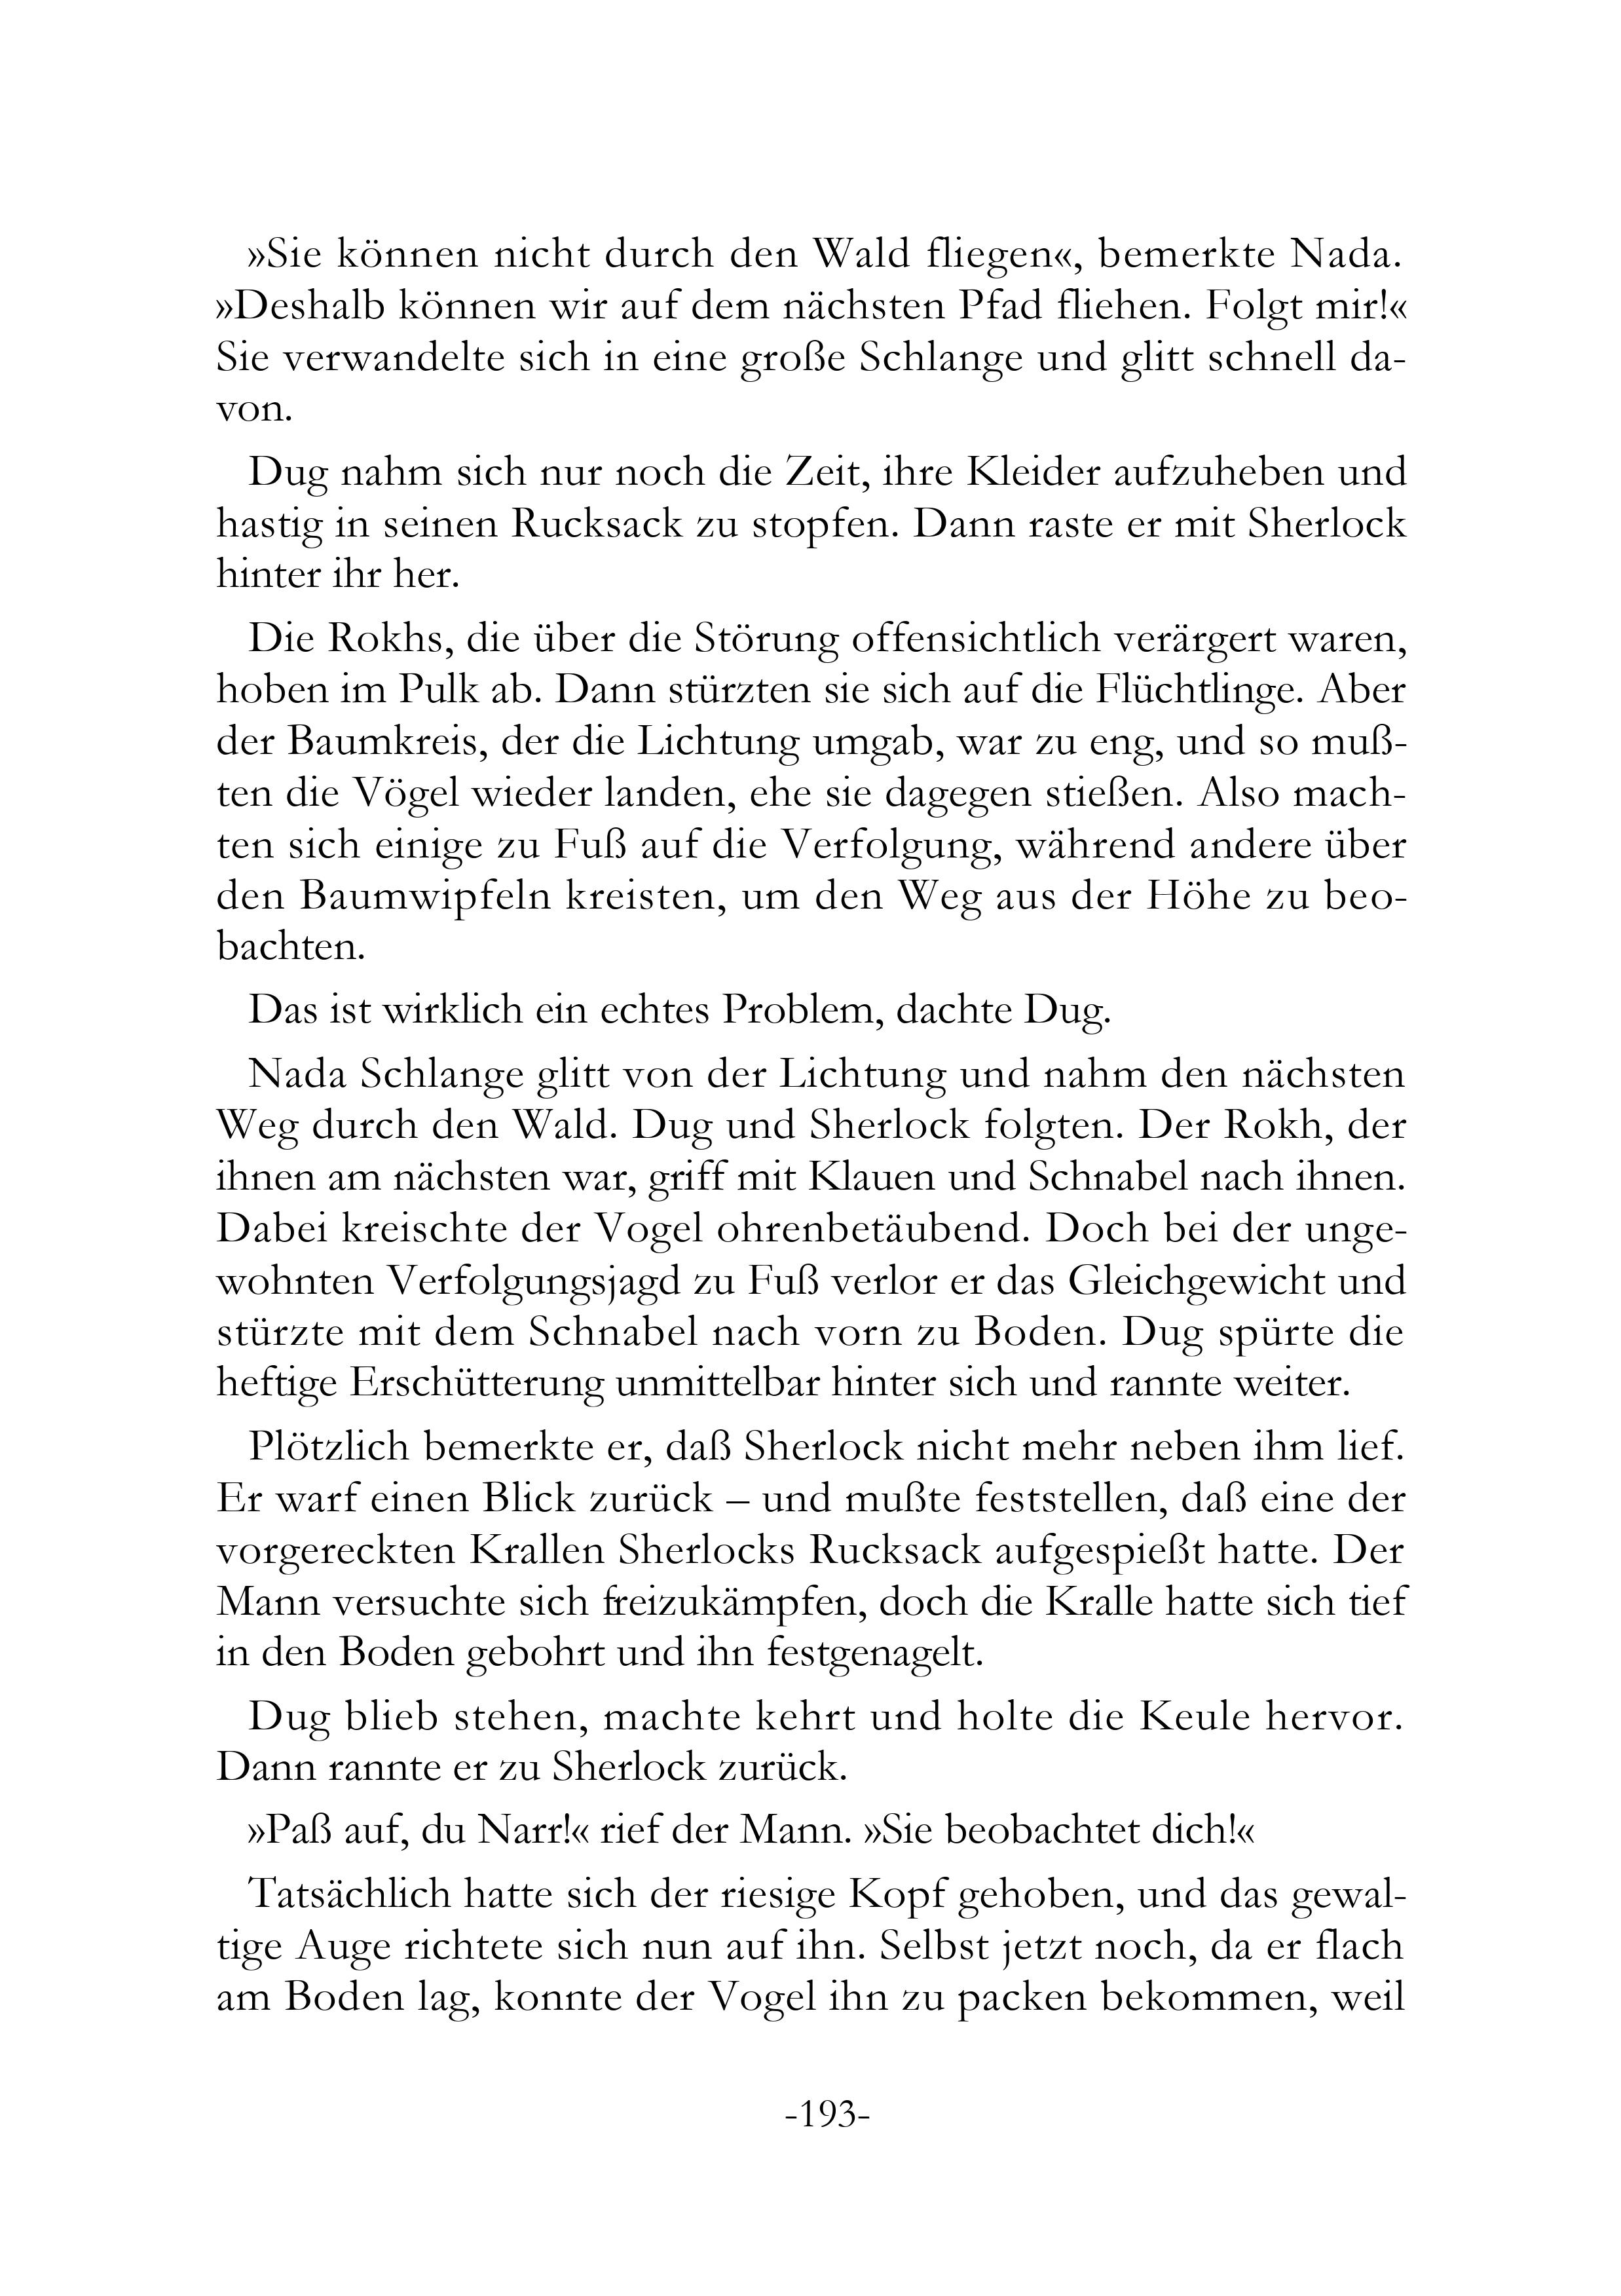 »Sie können nicht durch den Wald fliegen«, bemerkte Nada.
»Deshalb können wir auf dem nächsten Pfad fliehen. Folgt mir!«
Sie verwandelte sich in eine große Schlange und glitt schnell da-
von.
Dug nahm sich nur noch die Zeit, ihre Kleider aufzuheben und
hastig in seinen Rucksack zu stopfen. Dann raste er mit Sherlock
hinter ihr her.
Die Rokhs, die über die Störung offensichtlich verärgert waren,
hoben im Pulk ab. Dann stürzten sie sich auf die Flüchtlinge. Aber
der Baumkreis, der die Lichtung umgab, war zu eng, und so muß-
ten die Vögel wieder landen, ehe sie dagegen stießen. Also mach-
ten sich einige zu Fuß auf die Verfolgung, während andere über
den Baumwipfeln kreisten, um den Weg aus der Höhe zu beo-
bachten.
Das ist wirklich ein echtes Problem, dachte Dug.
Nada Schlange glitt von der Lichtung und nahm den nächsten
Weg durch den Wald. Dug und Sherlock folgten. Der Rokh, der
ihnen am nächsten war, griff mit Klauen und Schnabel nach ihnen.
Dabei kreischte der Vogel ohrenbetäubend. Doch bei der unge-
wohnten Verfolgungsjagd zu Fuß verlor er das Gleichgewicht und
stürzte mit dem Schnabel nach vorn zu Boden. Dug spürte die
heftige Erschütterung unmittelbar hinter sich und rannte weiter.
Plötzlich bemerkte er, daß Sherlock nicht mehr neben ihm lief.
Er warf einen Blick zurück – und mußte feststellen, daß eine der
vorgereckten Krallen Sherlocks Rucksack aufgespießt hatte. Der
Mann versuchte sich freizukämpfen, doch die Kralle hatte sich tief
in den Boden gebohrt und ihn festgenagelt.
Dug blieb stehen, machte kehrt und holte die Keule hervor.
Dann rannte er zu Sherlock zurück.
»Paß auf, du Narr!« rief der Mann. »Sie beobachtet dich!«
Tatsächlich hatte sich der riesige Kopf gehoben, und das gewal-
tige Auge richtete sich nun auf ihn. Selbst jetzt noch, da er flach
am Boden lag, konnte der Vogel ihn zu packen bekommen, weil
-193-